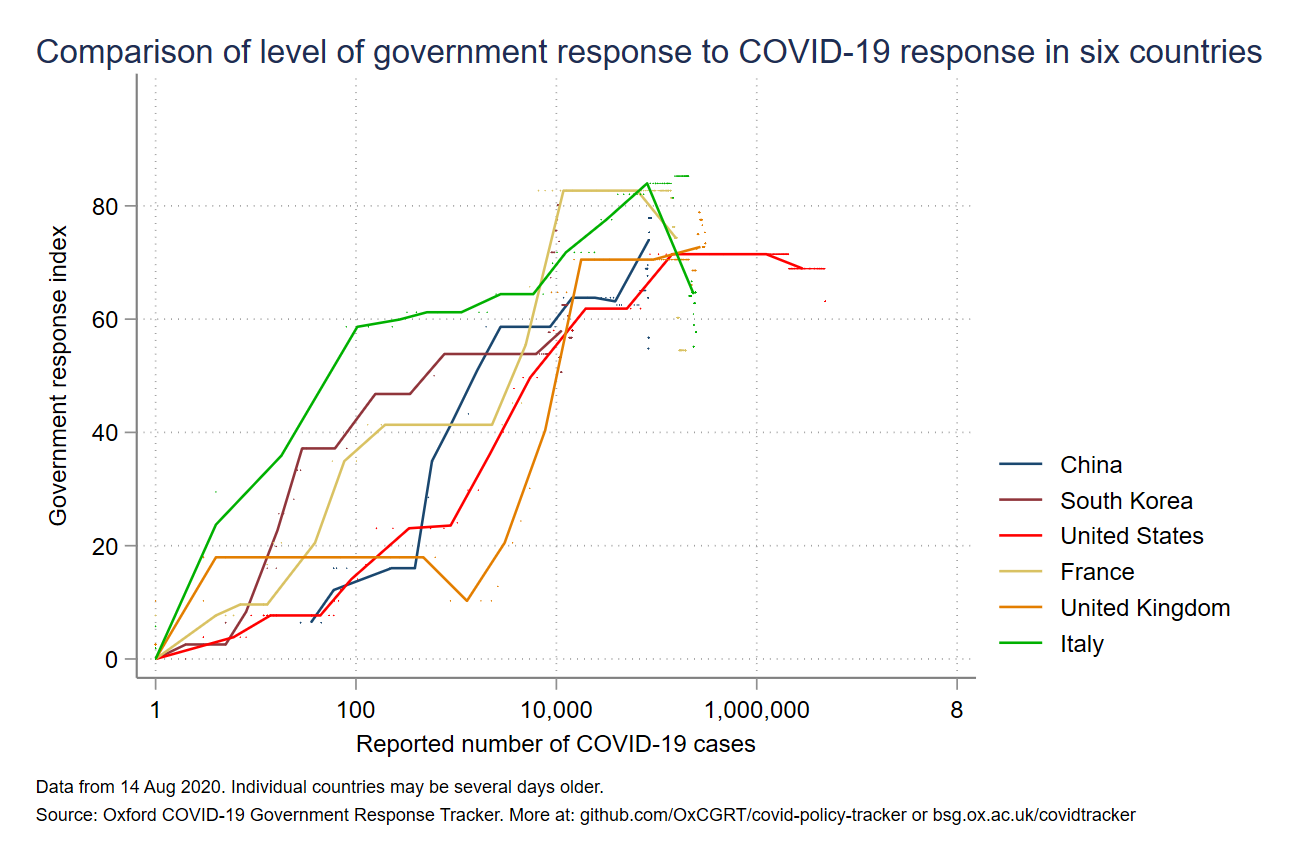 Comparison of level of government response to COVID-19 response in six countries
Government response index
80
60
40
20
0
1
100
10,000
1,000,000
8
Reported number of COVID-19 cases
China
South Korea
United States
France
United Kingdom
Italy
Data from 14 Aug 2020. Individual countries may be several days older.
Source: Oxford COVID-19 Government Response Tracker. More at: github.com/OxCGRT/covid-policy-tracker or bsg.ox.ac.uk/covidtracker